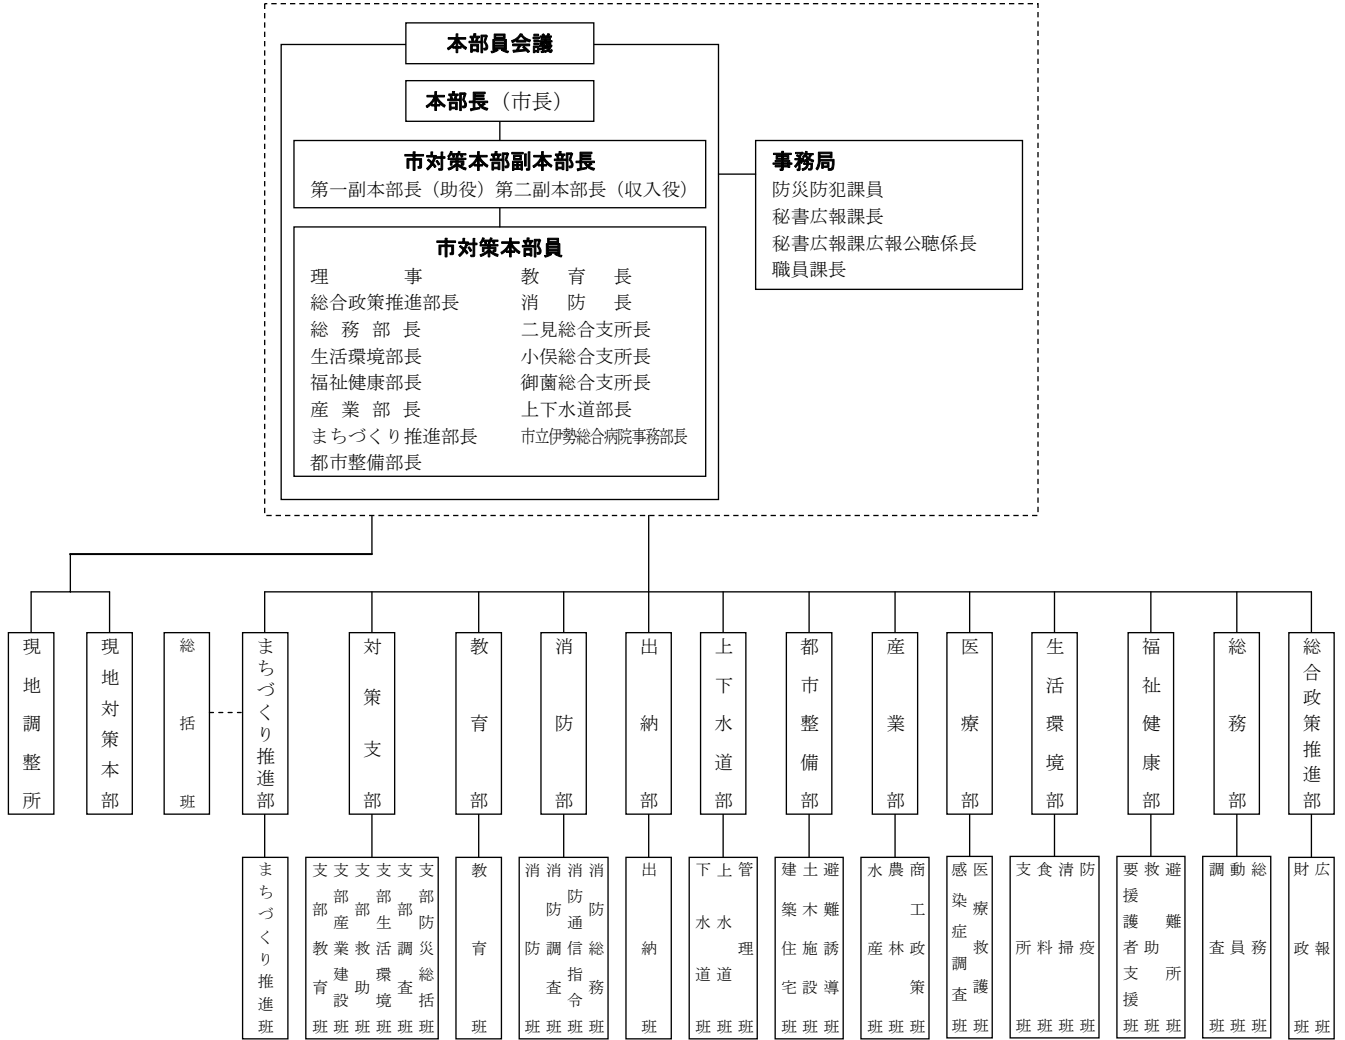 本部員会議
本部長（市長）
市対策本部副本部長
第一副本部長（助役）第二副本部長（収入役）
市対策本部員
理事
教育長
総合政策推進部長
消防長
総務部長
二見総合支所長
生活環境部長
小俣総合支所長
福祉健康部長
御薗総合支所長
産業部長
上下水道部長
まちづくり推進部長
市立伊勢総合病院事務部長
都市整備部長
事務局
防災防犯課員
秘書広報課長
秘書広報課広報公聴係長
職員課長
現地調整所
現地対策本部
総括班
まちづくり推進部
対策支部
教育部
消防部
出納部
上下水道部
都市整備部
産業部
医療部
生活環境部
福祉健康部
総務部
総合政策推進部
まちづくり推進班
支部防災総括班
支部調査班
支部生活環境班
支部救助班
支部産業建設班
支部教育班
教育班
消防総務班
消防通信指令班
消防調査班
消防班
出納班
管理班
上水道班
下水道班
避難誘導班
土木施設班
建築住宅班
商工政策班
農林班
水産班
医療救護班
感染症調査班
防疫班
清掃班
食料班
支所班
避難所班
救助班
要援護者支援班
総務班
動員班
調査班
広報班
財政班